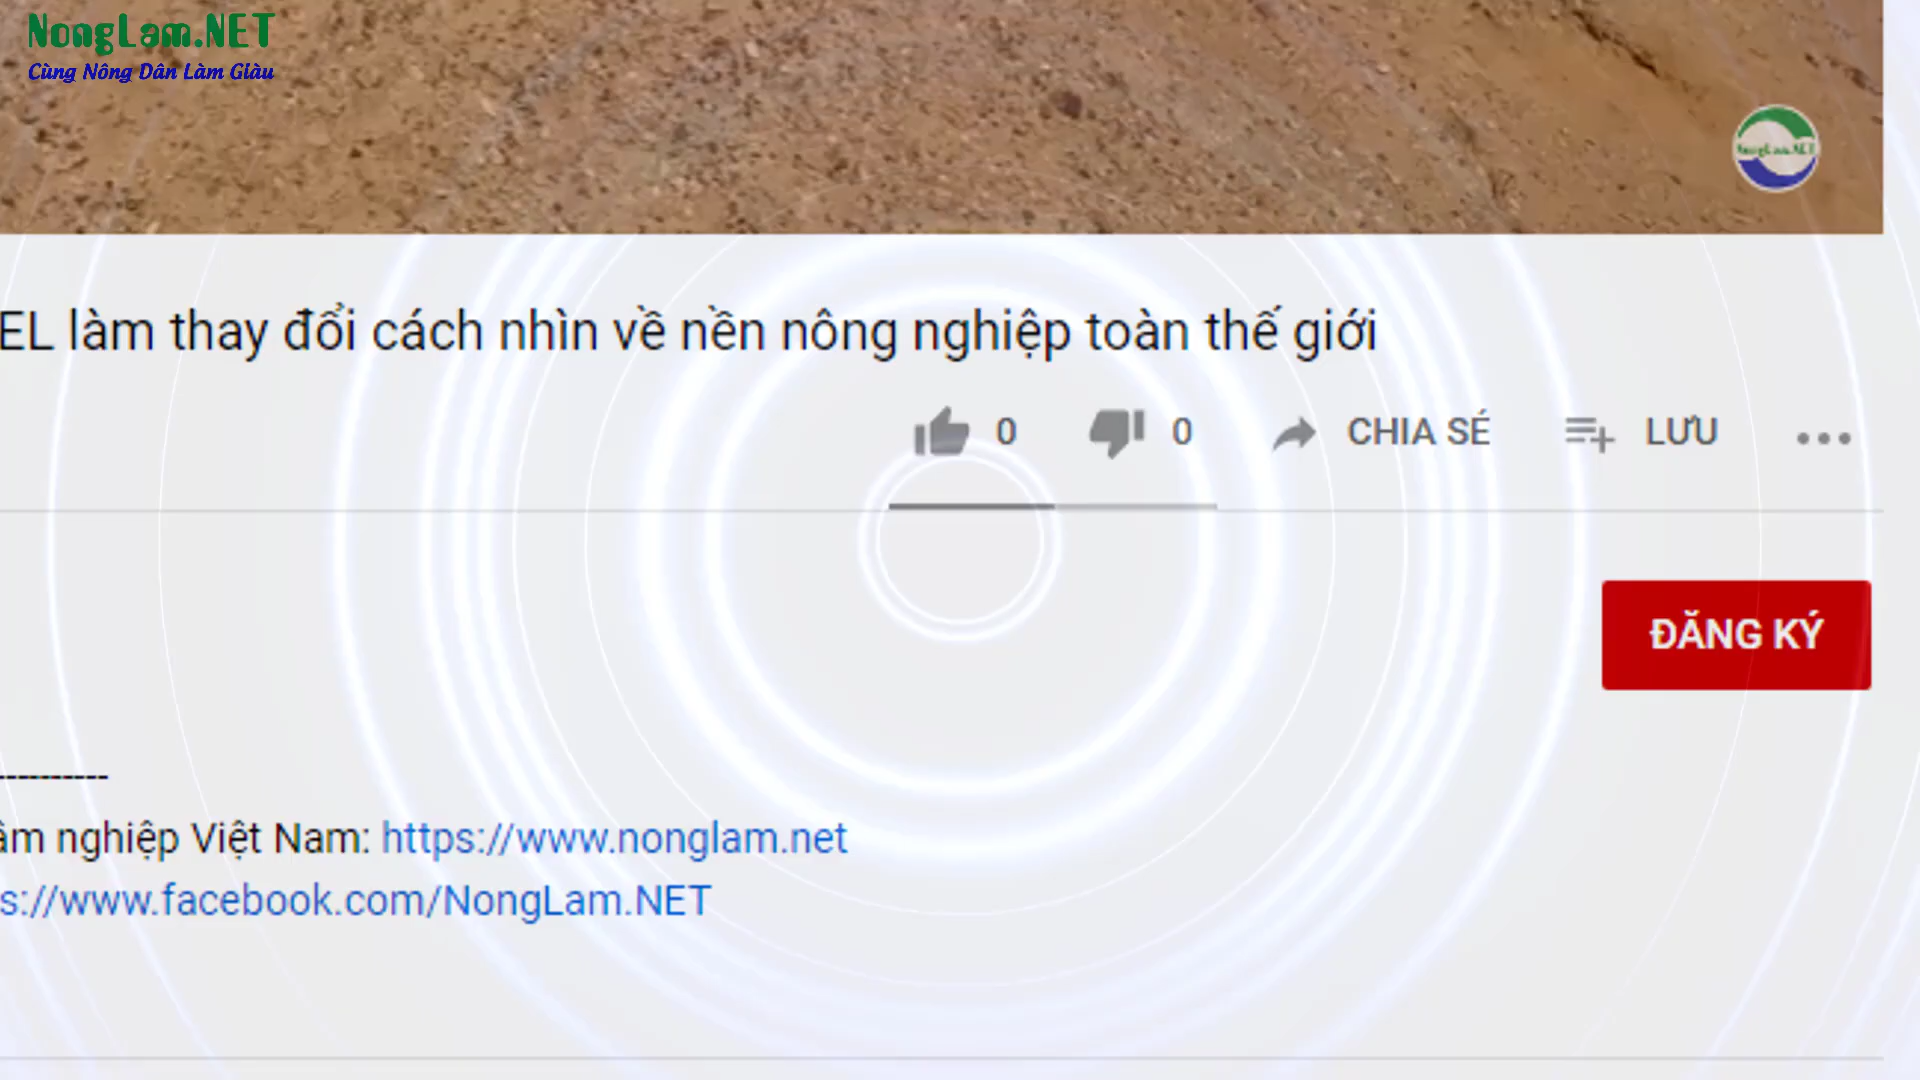 NongLam.NET
Cùng Nông Dân Làm Giàu
NongLam.NET
EL làm thay đổi cách nhìn về nền nông nghiệp toàn thế giới
0 0 CHIA SẺ LƯU
ĐĂNG KÝ
----------
âm nghiệp Việt Nam: https://www.nonglam.net
s://www.facebook.com/NongLam.NET